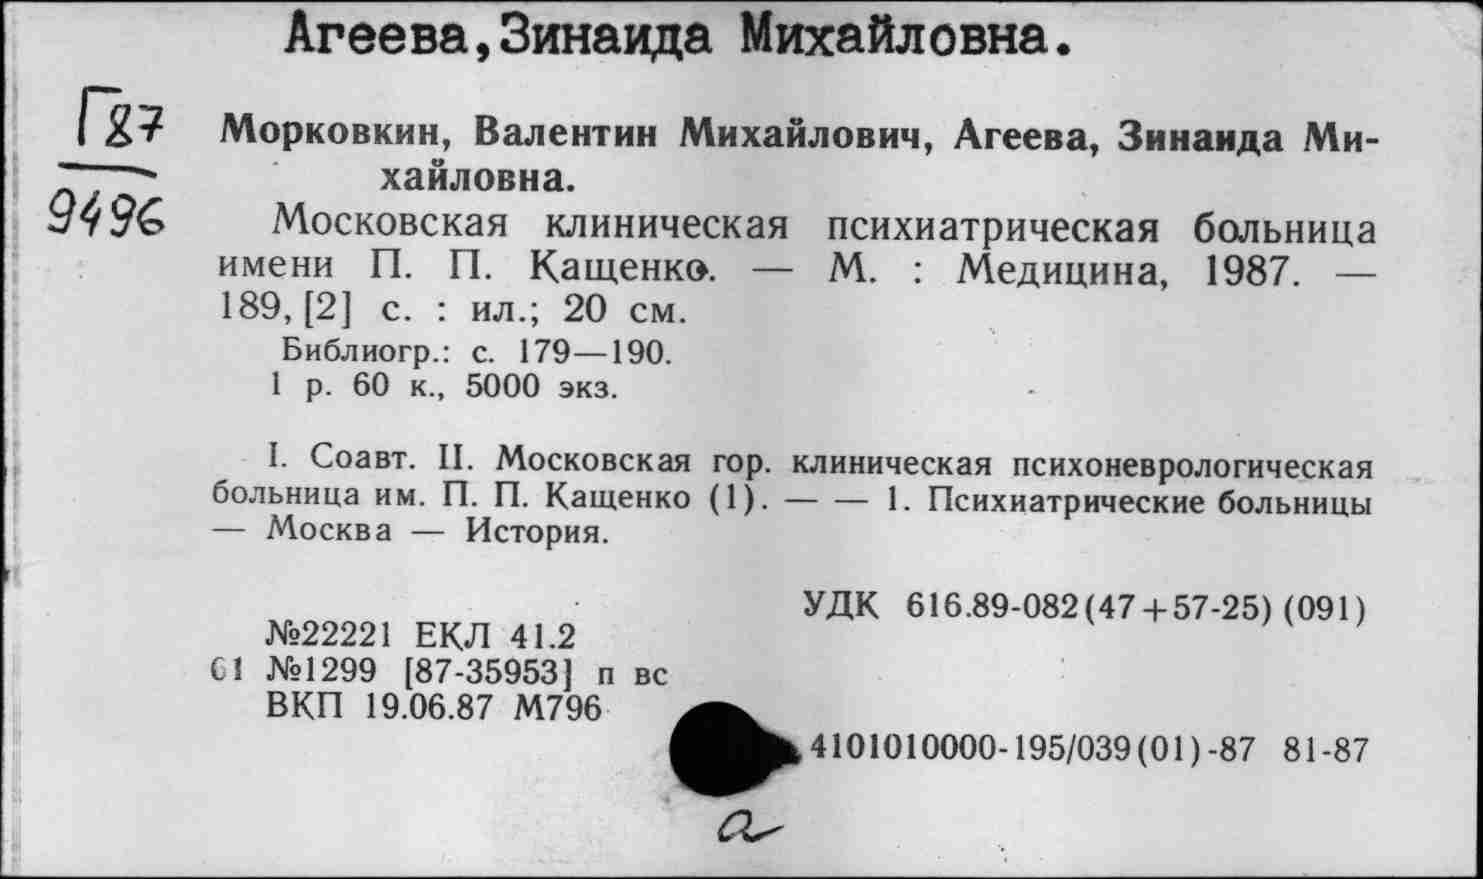 Агеева,Зинаида Михайловна.
Г87
9496
Морковкин, Валентин Михайлович, Агеева, Зинаида Ми-
хайловна.
Московская клиническая психиатрическая больница
имени П. П. Кащенко. — М. : Медицина, 1987. —
189, [2] с. : ил.; 20 см.
Библиогр.: с. 179—190.
1 р. 60 к., 5000 экз.
I. Соавт. II. Московская гор. клиническая психоневрологическая
больница им. П. П. Кащенко (1). — — 1. Психиатрические больницы
— Москва — История.
УДК 616.89-082(47+57-25) (091)
№22221 ЕКЛ 41.2
61 №1299 [87-35953] п вс
ВКП 19.06.87 М796
4101010000-195/039(01)-87 81-87
а